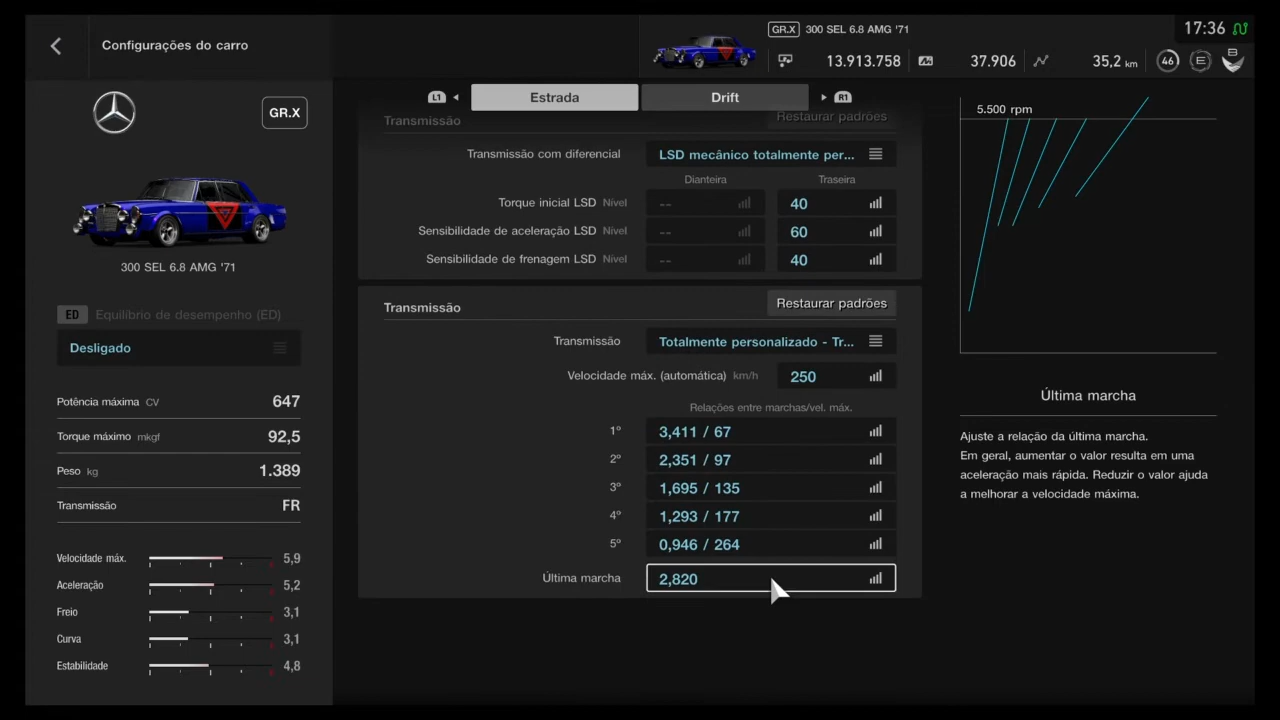 Configurações do carro
GR.X 300 SEL 6.8 AMG '71
17:36
13.913.758
37.906
35,2 km
46
E
B
L1
Estrada
Drift
R1
GR.X
300 SEL 6.8 AMG '71
ED Equilíbrio de desempenho (ED)
Desligado
Potência máxima CV 647
Torque máximo mkgf 92,5
Peso kg 1.389
Transmissão FR
Velocidade máx. 5,9
Aceleração 5,2
Freio 3,1
Curva 3,1
Estabilidade 4,8
Transmissão Restaurar padrões
Transmissão com diferencial LSD mecânico totalmente per...
Dianteira Traseira
Torque inicial LSD Nível -- 40
Sensibilidade de aceleração LSD Nível -- 60
Sensibilidade de frenagem LSD Nível -- 40
Transmissão Restaurar padrões
Transmissão Totalmente personalizado - Tr...
Velocidade máx. (automática) km/h 250
Relações entre marchas/vel. máx.
1º 3,411 / 67
2º 2,351 / 97
3º 1,695 / 135
4º 1,293 / 177
5º 0,946 / 264
Última marcha 2,820
5.500 rpm
Última marcha
Ajuste a relação da última marcha.
Em geral, aumentar o valor resulta em uma
aceleração mais rápida. Reduzir o valor ajuda
a melhorar a velocidade máxima.